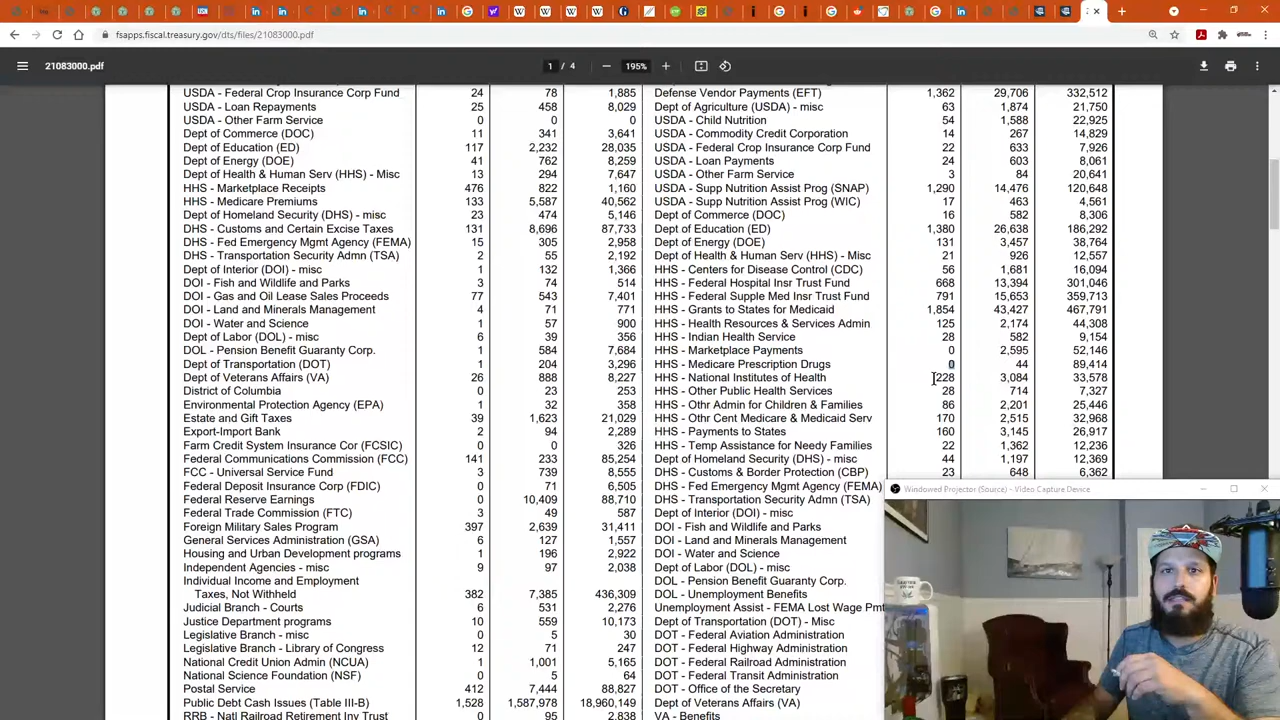 fsapps.fiscal.treasury.gov/dts/files/21083000.pdf
21083000.pdf
1 / 4
195%
USDA - Federal Crop Insurance Corp Fund 24 78 1,885
USDA - Loan Repayments 25 458 8,029
USDA - Other Farm Service 0 0 0
Dept of Commerce (DOC) 11 341 3,641
Dept of Education (ED) 117 2,232 28,035
Dept of Energy (DOE) 41 762 8,259
Dept of Health & Human Serv (HHS) - Misc 13 294 7,647
HHS - Marketplace Receipts 476 822 1,160
HHS - Medicare Premiums 133 5,587 40,562
Dept of Homeland Security (DHS) - misc 23 474 5,146
DHS - Customs and Certain Excise Taxes 131 8,696 87,733
DHS - Fed Emergency Mgmt Agency (FEMA) 15 305 2,958
DHS - Transportation Security Admn (TSA) 2 55 2,192
Dept of Interior (DOI) - misc 1 132 1,366
DOI - Fish and Wildlife and Parks 3 74 514
DOI - Gas and Oil Lease Sales Proceeds 77 543 7,401
DOI - Land and Minerals Management 4 71 771
DOI - Water and Science 1 57 900
Dept of Labor (DOL) - misc 6 39 356
DOL - Pension Benefit Guaranty Corp. 1 584 7,684
Dept of Transportation (DOT) 1 204 3,296
Dept of Veterans Affairs (VA) 26 888 8,227
District of Columbia 0 23 253
Environmental Protection Agency (EPA) 1 32 358
Estate and Gift Taxes 39 1,623 21,029
Export-Import Bank 2 94 2,289
Farm Credit System Insurance Cor (FCSIC) 0 0 326
Federal Communications Commission (FCC) 141 233 85,254
FCC - Universal Service Fund 3 739 8,555
Federal Deposit Insurance Corp (FDIC) 0 71 6,505
Federal Reserve Earnings 0 10,409 88,710
Federal Trade Commission (FTC) 3 49 587
Foreign Military Sales Program 397 2,639 31,411
General Services Administration (GSA) 6 127 1,557
Housing and Urban Development programs 1 196 2,922
Independent Agencies - misc 9 97 2,038
Individual Income and Employment
Taxes, Not Withheld 382 7,385 436,309
Judicial Branch - Courts 6 531 2,276
Justice Department programs 10 559 10,173
Legislative Branch - misc 0 5 30
Legislative Branch - Library of Congress 12 71 247
National Credit Union Admin (NCUA) 1 1,001 5,165
National Science Foundation (NSF) 0 5 64
Postal Service 412 7,444 88,827
Public Debt Cash Issues (Table III-B) 1,528 1,587,978 18,960,149
RRB - Natl Railroad Retirement Inv Trust 0 95 2,838
Defense Vendor Payments (EFT) 1,362 29,706 332,512
Dept of Agriculture (USDA) - misc 63 1,874 21,750
USDA - Child Nutrition 54 1,588 22,925
USDA - Commodity Credit Corporation 14 267 14,829
USDA - Federal Crop Insurance Corp Fund 22 633 7,926
USDA - Loan Payments 24 603 8,061
USDA - Other Farm Service 3 84 20,641
USDA - Supp Nutrition Assist Prog (SNAP) 1,290 14,476 120,648
USDA - Supp Nutrition Assist Prog (WIC) 17 463 4,561
Dept of Commerce (DOC) 16 582 8,306
Dept of Education (ED) 1,380 26,638 186,292
Dept of Energy (DOE) 131 3,457 38,764
Dept of Health & Human Serv (HHS) - Misc 21 926 12,557
HHS - Centers for Disease Control (CDC) 56 1,681 16,094
HHS - Federal Hospital Insr Trust Fund 668 13,394 301,046
HHS - Federal Supple Med Insr Trust Fund 791 15,653 359,713
HHS - Grants to States for Medicaid 1,854 43,427 467,791
HHS - Health Resources & Services Admin 125 2,174 44,308
HHS - Indian Health Service 28 582 9,154
HHS - Marketplace Payments 0 2,595 52,146
HHS - Medicare Prescription Drugs 0 44 89,414
HHS - National Institutes of Health 228 3,084 33,578
HHS - Other Public Health Services 28 714 7,327
HHS - Othr Admin for Children & Families 86 2,201 25,446
HHS - Othr Cent Medicare & Medicaid Serv 170 2,515 32,968
HHS - Payments to States 160 3,145 26,917
HHS - Temp Assistance for Needy Families 22 1,362 12,236
Dept of Homeland Security (DHS) - misc 44 1,197 12,369
DHS - Customs & Border Protection (CBP) 23 648 6,362
DHS - Fed Emergency Mgmt Agency (FEMA)
DHS - Transportation Security Admn (TSA)
Dept of Interior (DOI) - misc
DOI - Fish and Wildlife and Parks
DOI - Land and Minerals Management
DOI - Water and Science
Dept of Labor (DOL) - misc
DOL - Pension Benefit Guaranty Corp.
DOL - Unemployment Benefits
Unemployment Assist - FEMA Lost Wage Pmt
Dept of Transportation (DOT) - Misc
DOT - Federal Aviation Administration
DOT - Federal Highway Administration
DOT - Federal Railroad Administration
DOT - Federal Transit Administration
DOT - Office of the Secretary
Dept of Veterans Affairs (VA)
VA - Benefits
Windowed Projector (Source) - Video Capture Device